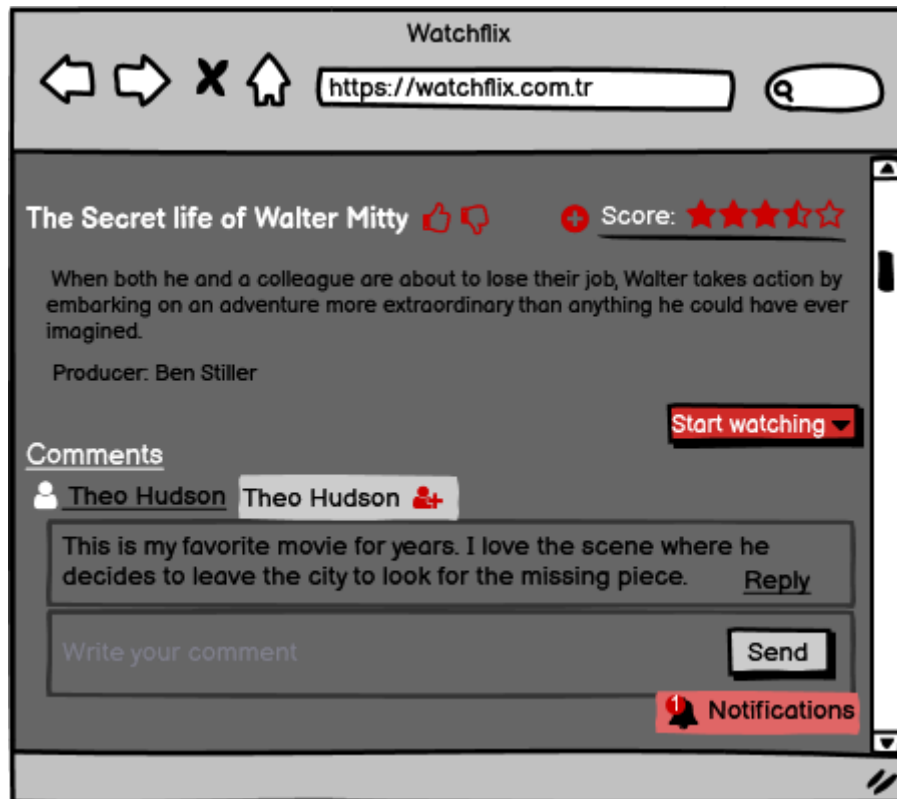 Watchflix
https://watchflix.com.tr
The Secret life of Walter Mitty
Score:
When both he and a colleague are about to lose their job, Walter takes action by
embarking on an adventure more extraordinary than anything he could have ever
imagined.
Producer: Ben Stiller
Start watching
Comments
Theo Hudson
Theo Hudson
This is my favorite movie for years. I love the scene where he
decides to leave the city to look for the missing piece.
Reply
Write your comment
Send
1
Notifications